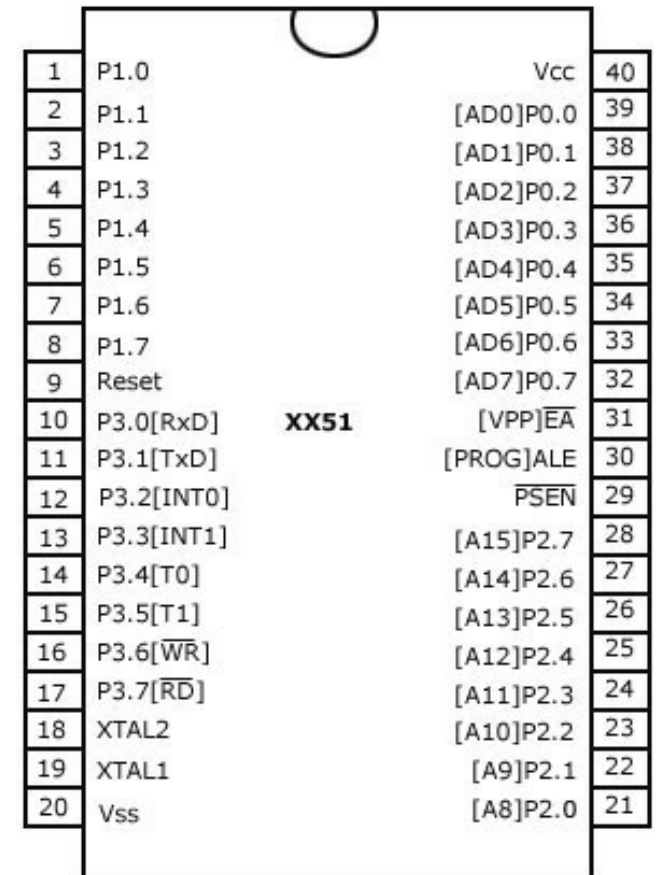 1 P1.0 Vcc 40
2 P1.1 [AD0]P0.0 39
3 P1.2 [AD1]P0.1 38
4 P1.3 [AD2]P0.2 37
5 P1.4 [AD3]P0.3 36
6 P1.5 [AD4]P0.4 35
7 P1.6 [AD5]P0.5 34
8 P1.7 [AD6]P0.6 33
9 Reset [AD7]P0.7 32
10 P3.0[RxD] XX51 [VPP]E̅A̅ 31
11 P3.1[TxD] [PROG]ALE 30
12 P3.2[INT0] P̅S̅E̅N̅ 29
13 P3.3[INT1] [A15]P2.7 28
14 P3.4[T0] [A14]P2.6 27
15 P3.5[T1] [A13]P2.5 26
16 P3.6[W̅R̅] [A12]P2.4 25
17 P3.7[R̅D̅] [A11]P2.3 24
18 XTAL2 [A10]P2.2 23
19 XTAL1 [A9]P2.1 22
20 Vss [A8]P2.0 21